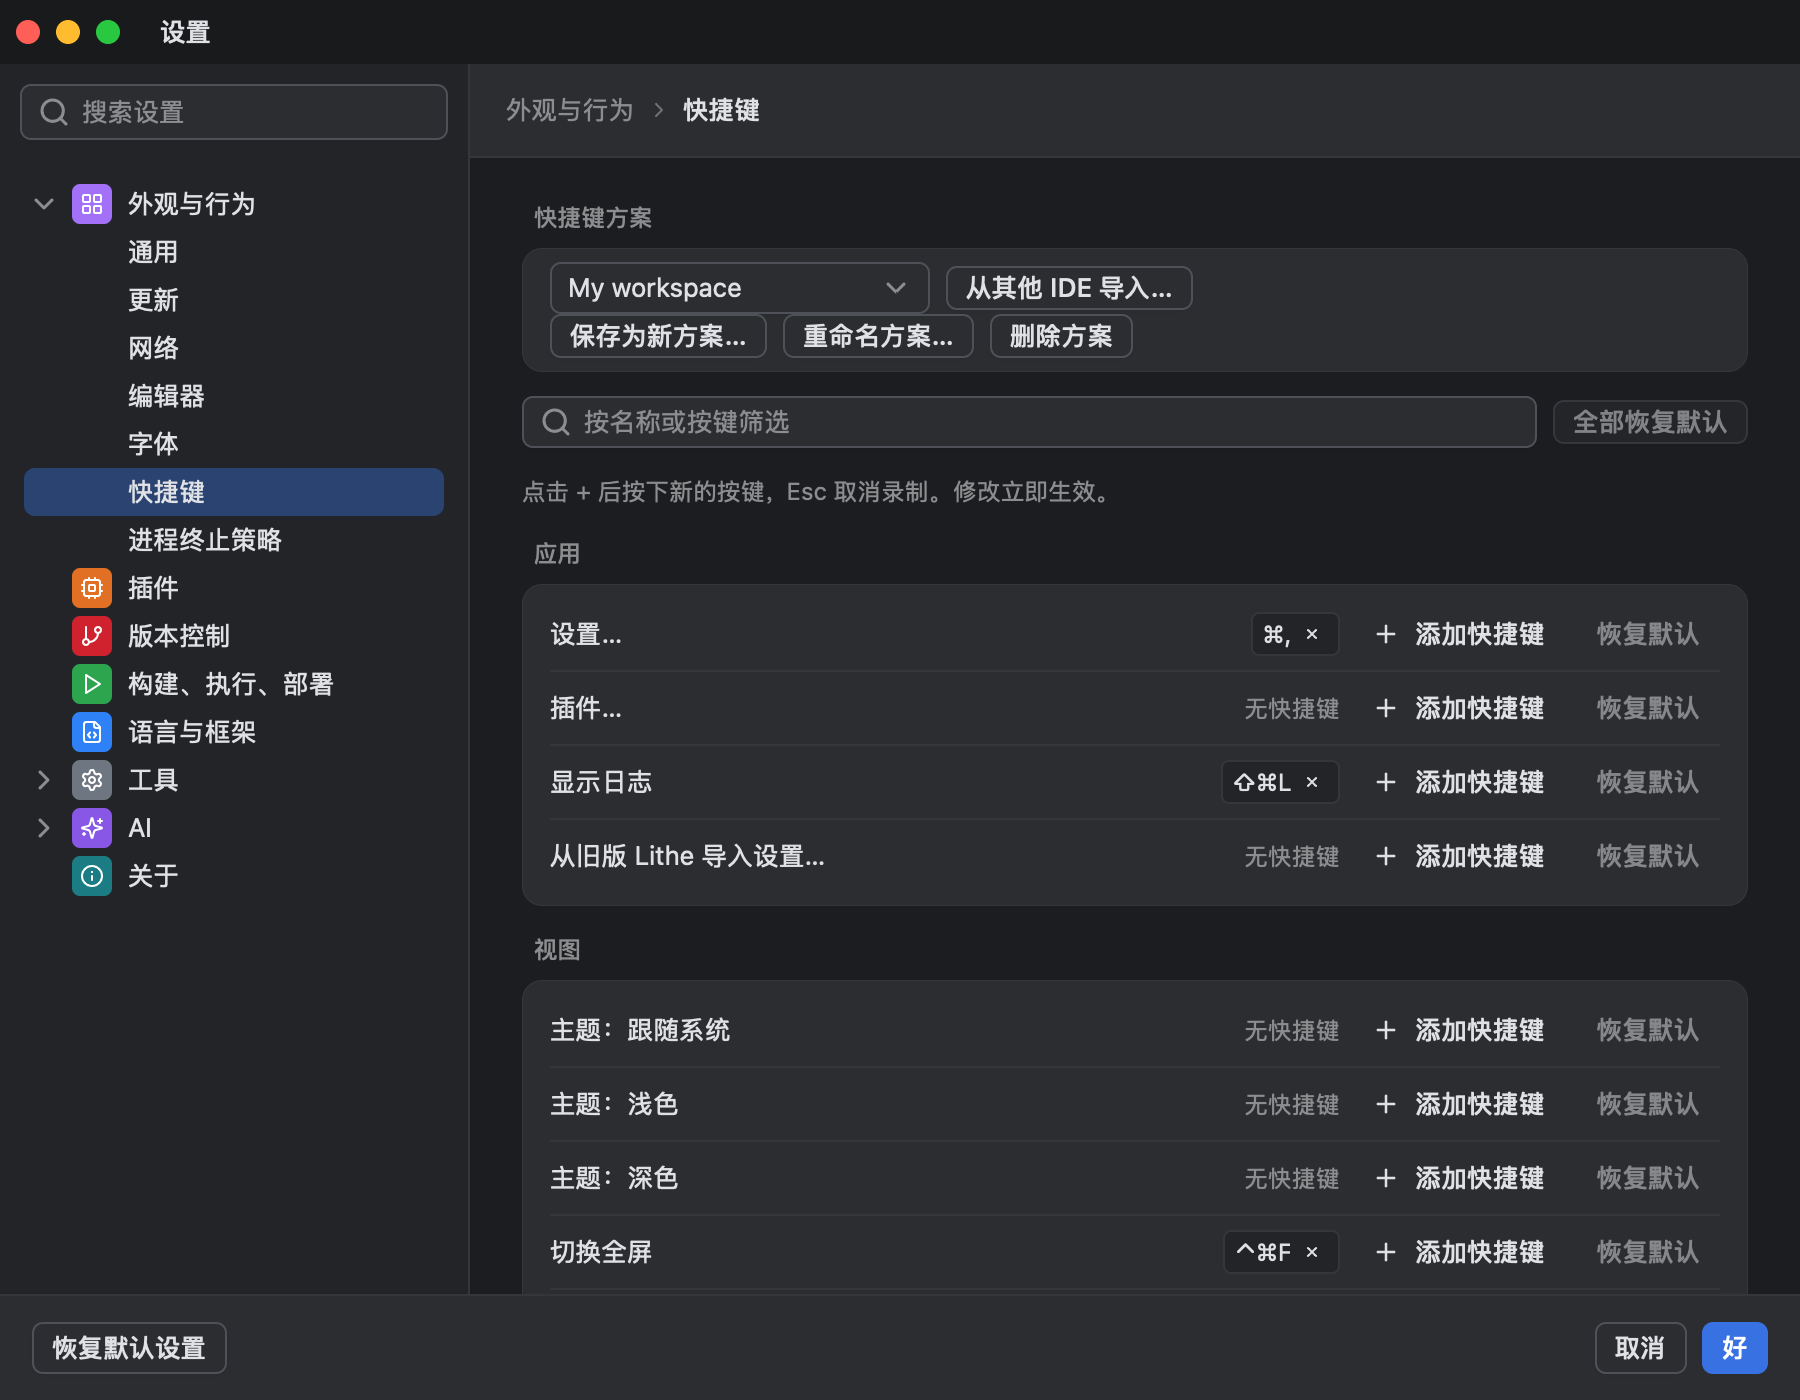 设置
搜索设置
外观与行为
通用
更新
网络
编辑器
字体
快捷键
进程终止策略
插件
版本控制
构建、执行、部署
语言与框架
工具
AI
关于
外观与行为 > 快捷键
快捷键方案
My workspace 从其他 IDE 导入...
保存为新方案... 重命名方案... 删除方案
按名称或按键筛选 全部恢复默认
点击 + 后按下新的按键，Esc 取消录制。修改立即生效。
应用
设置... ⌘, × + 添加快捷键 恢复默认
插件... 无快捷键 + 添加快捷键 恢复默认
显示日志 ⇧⌘L × + 添加快捷键 恢复默认
从旧版 Lithe 导入设置... 无快捷键 + 添加快捷键 恢复默认
视图
主题：跟随系统 无快捷键 + 添加快捷键 恢复默认
主题：浅色 无快捷键 + 添加快捷键 恢复默认
主题：深色 无快捷键 + 添加快捷键 恢复默认
切换全屏 ^⌘F × + 添加快捷键 恢复默认
恢复默认设置 取消 好